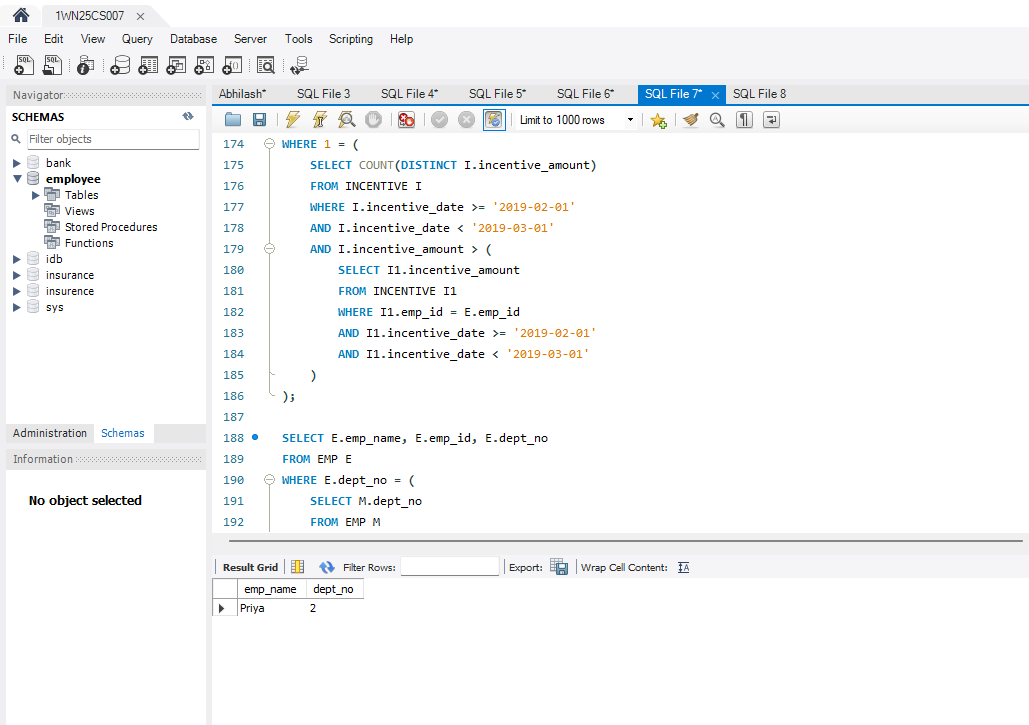 1WN25CS007
File Edit View Query Database Server Tools Scripting Help
Navigator
SCHEMAS
Filter objects
bank
employee
Tables
Views
Stored Procedures
Functions
idb
insurance
insurence
sys
Administration Schemas
Information
No object selected
Abhilash* SQL File 3 SQL File 4* SQL File 5* SQL File 6* SQL File 7* SQL File 8
Limit to 1000 rows
174 WHERE 1 = (
175 SELECT COUNT(DISTINCT I.incentive_amount)
176 FROM INCENTIVE I
177 WHERE I.incentive_date >= '2019-02-01'
178 AND I.incentive_date < '2019-03-01'
179 AND I.incentive_amount > (
180 SELECT I1.incentive_amount
181 FROM INCENTIVE I1
182 WHERE I1.emp_id = E.emp_id
183 AND I1.incentive_date >= '2019-02-01'
184 AND I1.incentive_date < '2019-03-01'
185 )
186 );
187
188 SELECT E.emp_name, E.emp_id, E.dept_no
189 FROM EMP E
190 WHERE E.dept_no = (
191 SELECT M.dept_no
192 FROM EMP M
Result Grid Filter Rows: Export: Wrap Cell Content:
emp_name dept_no
Priya 2